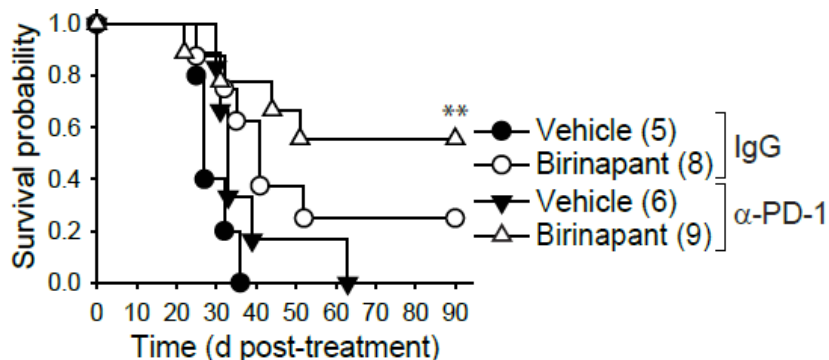 Survival probability
1.0
0.8
0.6
0.4
0.2
0.0
0 10 20 30 40 50 60 70 80 90
Time (d post-treatment)
**
Vehicle (5)
Birinapant (8)
IgG
Vehicle (6)
Birinapant (9)
α-PD-1